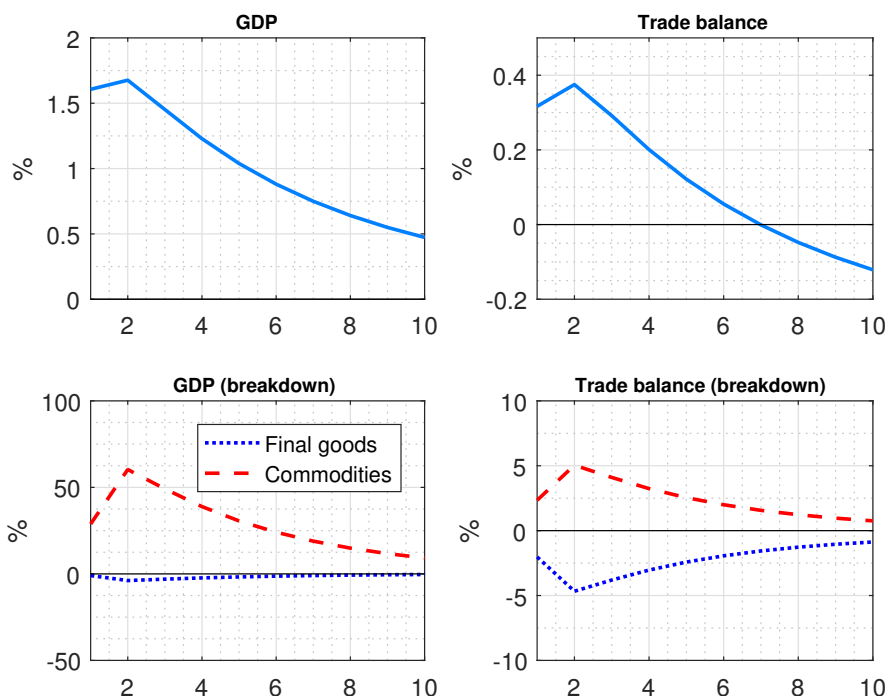 GDP
2
1.5
1
0.5
0
%
2 4 6 8 10
Trade balance
0.4
0.2
0
-0.2
%
2 4 6 8 10
GDP (breakdown)
100
50
0
-50
%
Final goods
Commodities
2 4 6 8 10
Trade balance (breakdown)
10
5
0
-5
-10
%
2 4 6 8 10